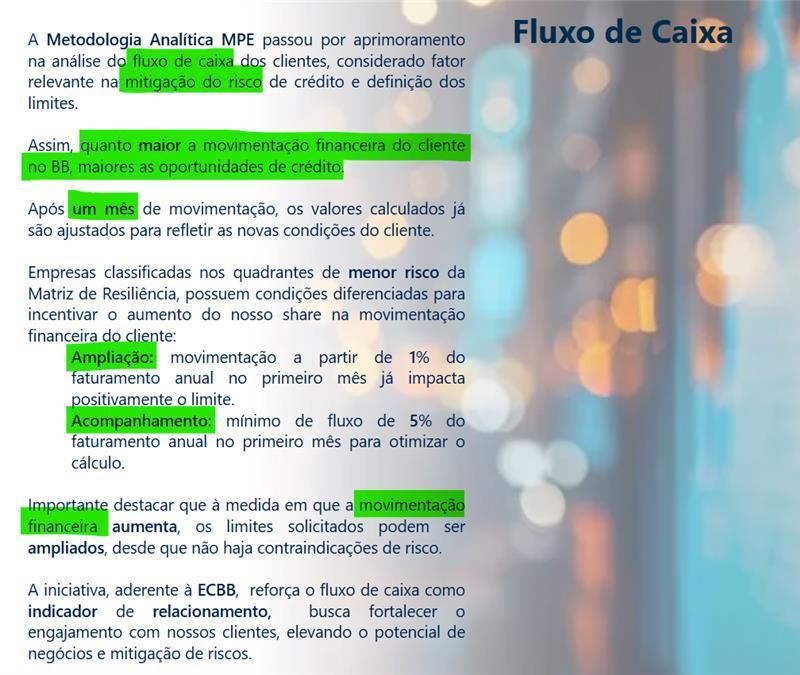 Fluxo de Caixa
A Metodologia Analítica MPE passou por aprimoramento
na análise do fluxo de caixa dos clientes, considerado fator
relevante na mitigação do risco de crédito e definição dos
limites.
Assim, quanto maior a movimentação financeira do cliente
no BB, maiores as oportunidades de crédito.
Após um mês de movimentação, os valores calculados já
são ajustados para refletir as novas condições do cliente.
Empresas classificadas nos quadrantes de menor risco da
Matriz de Resiliência, possuem condições diferenciadas para
incentivar o aumento do nosso share na movimentação
financeira do cliente:
Ampliação: movimentação a partir de 1% do
faturamento anual no primeiro mês já impacta
positivamente o limite.
Acompanhamento: mínimo de fluxo de 5% do
faturamento anual no primeiro mês para otimizar o
cálculo.
Importante destacar que à medida em que a movimentação
financeira aumenta, os limites solicitados podem ser
ampliados, desde que não haja contraindicações de risco.
A iniciativa, aderente à ECBB, reforça o fluxo de caixa como
indicador de relacionamento, busca fortalecer o
engajamento com nossos clientes, elevando o potencial de
negócios e mitigação de riscos.